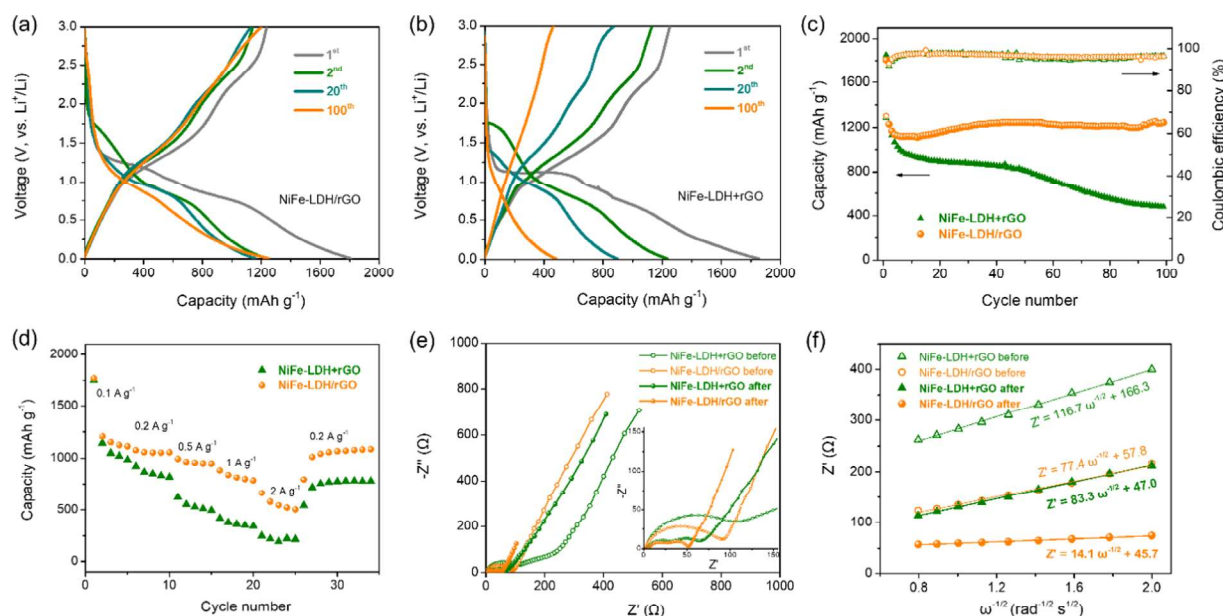 (a)
3.0
2.5
2.0
1.5
1.0
0.5
0.0
Voltage (V, vs. Li+/Li)
1st
2nd
20th
100th
NiFe-LDH/rGO
0 400 800 1200 1600 2000
Capacity (mAh g-1)
(b)
3.0
2.5
2.0
1.5
1.0
0.5
0.0
Voltage (V, vs. Li+/Li)
1st
2nd
20th
100th
NiFe-LDH+rGO
0 400 800 1200 1600 2000
Capacity (mAh g-1)
(c)
2000
1600
1200
800
400
0
Capacity (mAh g-1)
100
80
60
40
20
0
Coulombic efficiency (%)
NiFe-LDH+rGO
NiFe-LDH/rGO
0 20 40 60 80 100
Cycle number
(d)
2000
1500
1000
500
0
Capacity (mAh g-1)
NiFe-LDH+rGO
NiFe-LDH/rGO
0.1 A g-1
0.2 A g-1
0.5 A g-1
1 A g-1
2 A g-1
0.2 A g-1
0 10 20 30
Cycle number
(e)
1000
800
600
400
200
0
-Z'' (Ω)
NiFe-LDH+rGO before
NiFe-LDH/rGO before
NiFe-LDH+rGO after
NiFe-LDH/rGO after
150
100
50
0
-Z''
0 50 100 150
Z'
0 200 400 600 800 1000
Z' (Ω)
(f)
400
300
200
100
0
Z' (Ω)
NiFe-LDH+rGO before
NiFe-LDH/rGO before
NiFe-LDH+rGO after
NiFe-LDH/rGO after
Z' = 116.7 ω-1/2 + 166.3
Z' = 77.4 ω-1/2 + 57.8
Z' = 83.3 ω-1/2 + 47.0
Z' = 14.1 ω-1/2 + 45.7
0.8 1.2 1.6 2.0
ω-1/2 (rad-1/2 s1/2)